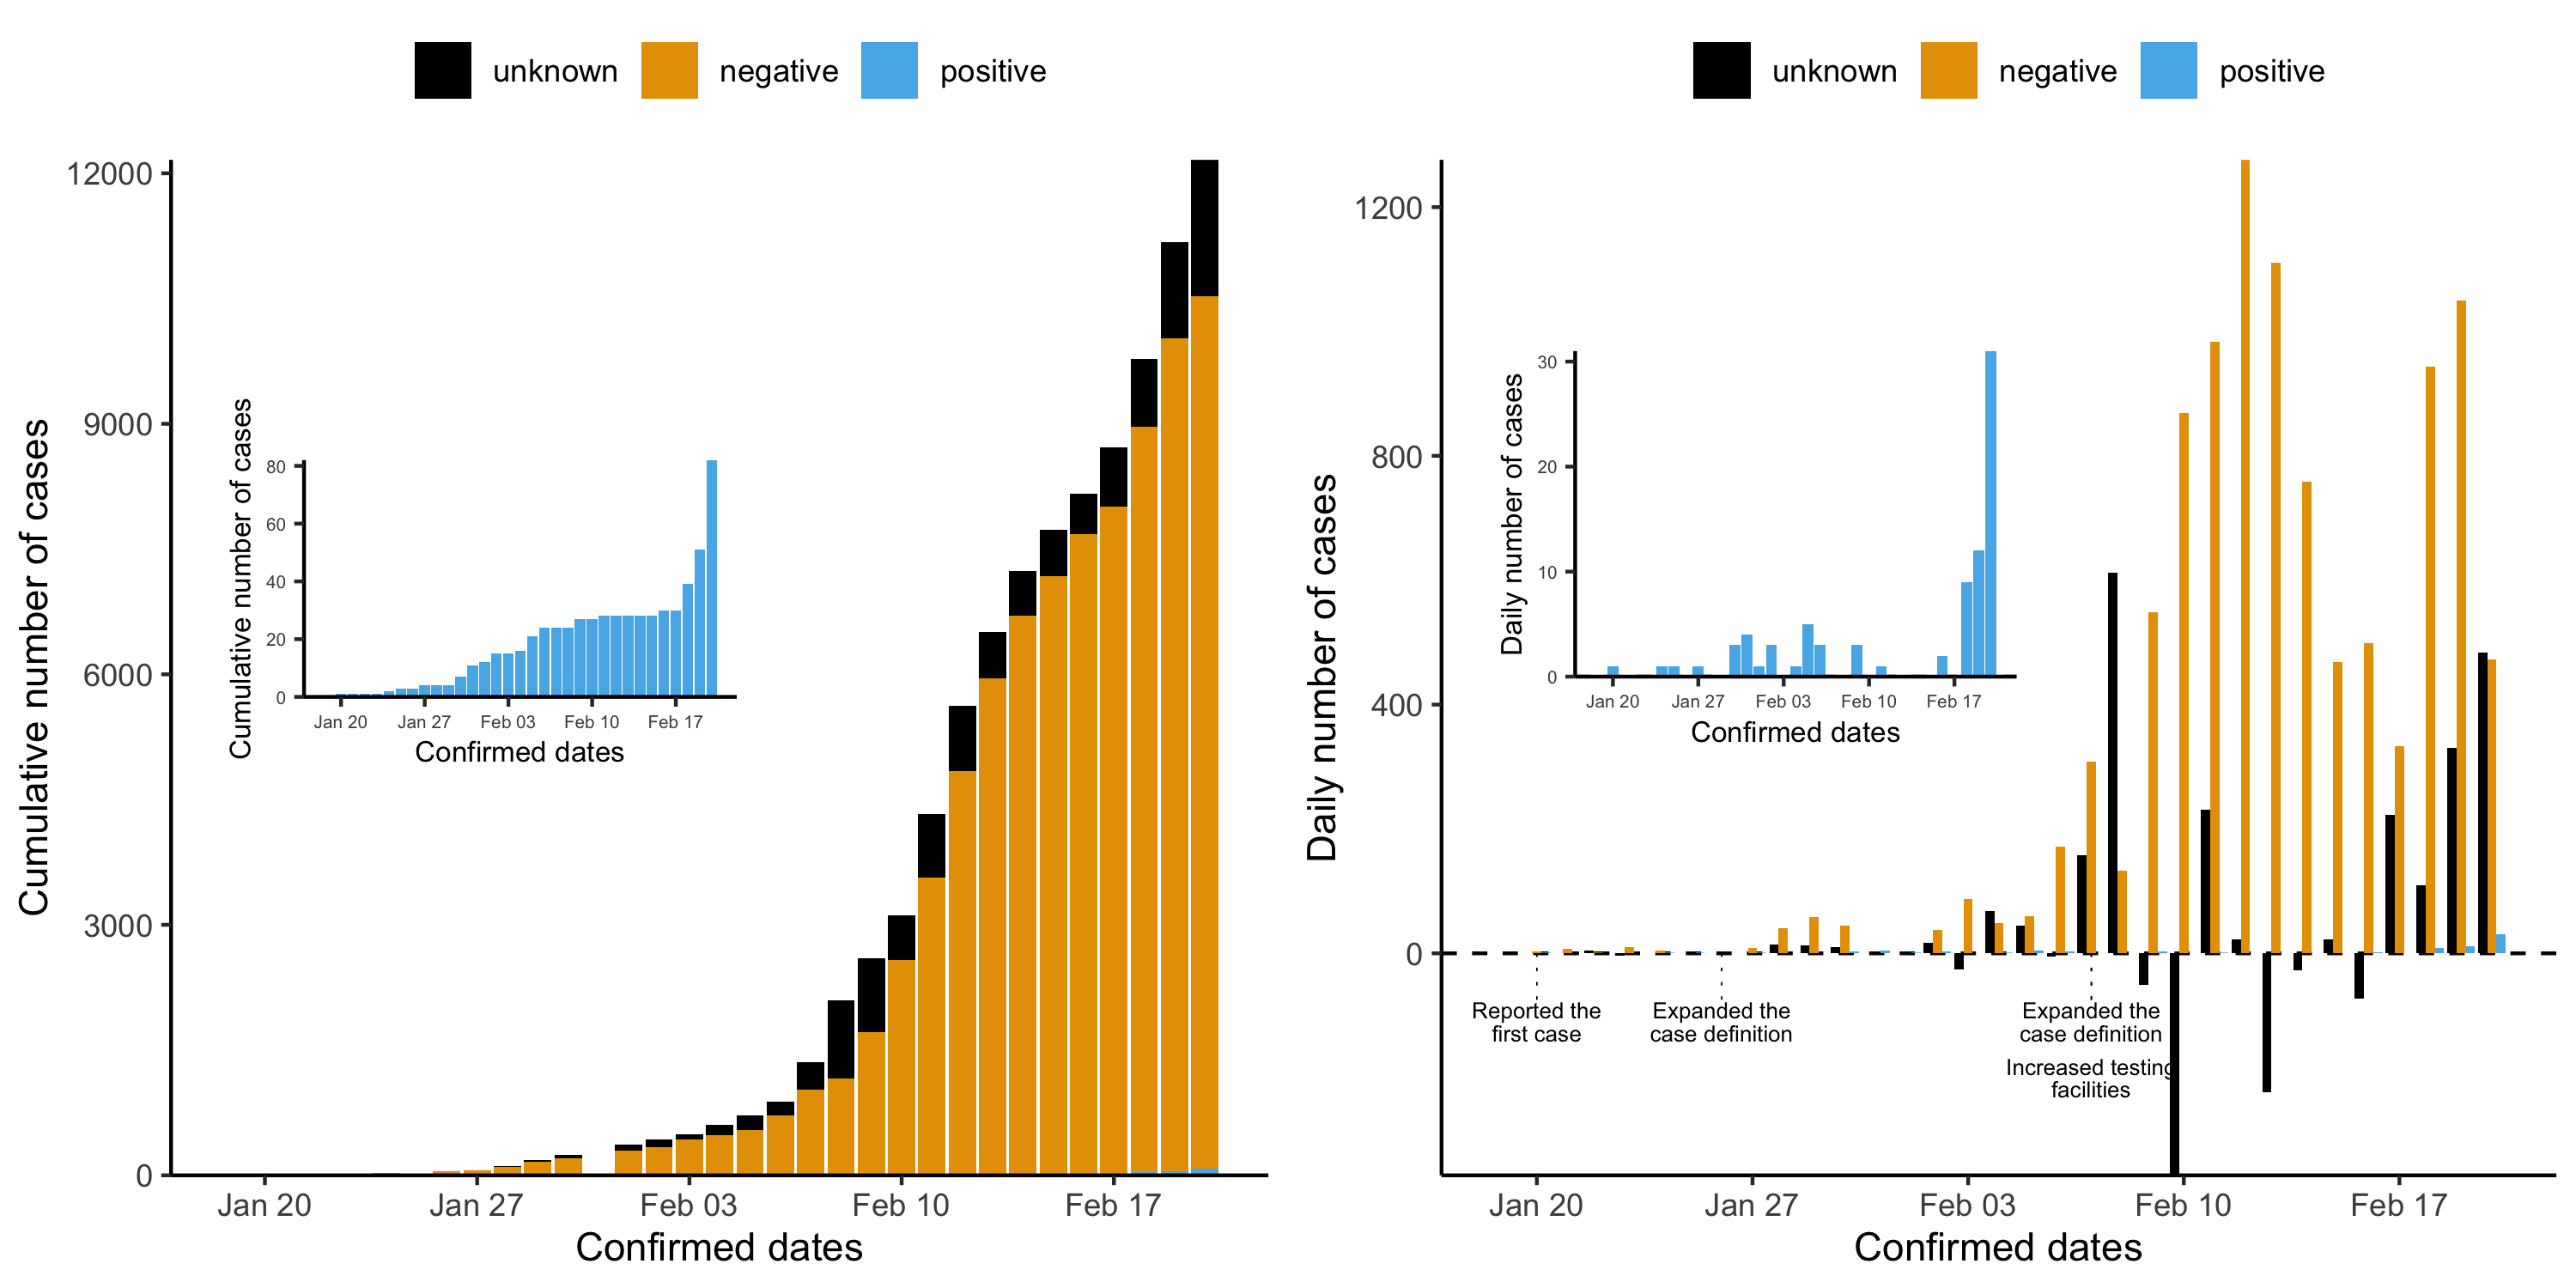 unknown negative positive
12000
9000
6000
3000
0
Cumulative number of cases
Jan 20 Jan 27 Feb 03 Feb 10 Feb 17
Confirmed dates
80
60
40
20
0
Cumulative number of cases
Jan 20 Jan 27 Feb 03 Feb 10 Feb 17
Confirmed dates
unknown negative positive
1200
800
400
0
Daily number of cases
30
20
10
0
Daily number of cases
Jan 20 Jan 27 Feb 03 Feb 10 Feb 17
Confirmed dates
Reported the
first case
Expanded the
case definition
Expanded the
case definition
Increased testing
facilities
Jan 20 Jan 27 Feb 03 Feb 10 Feb 17
Confirmed dates